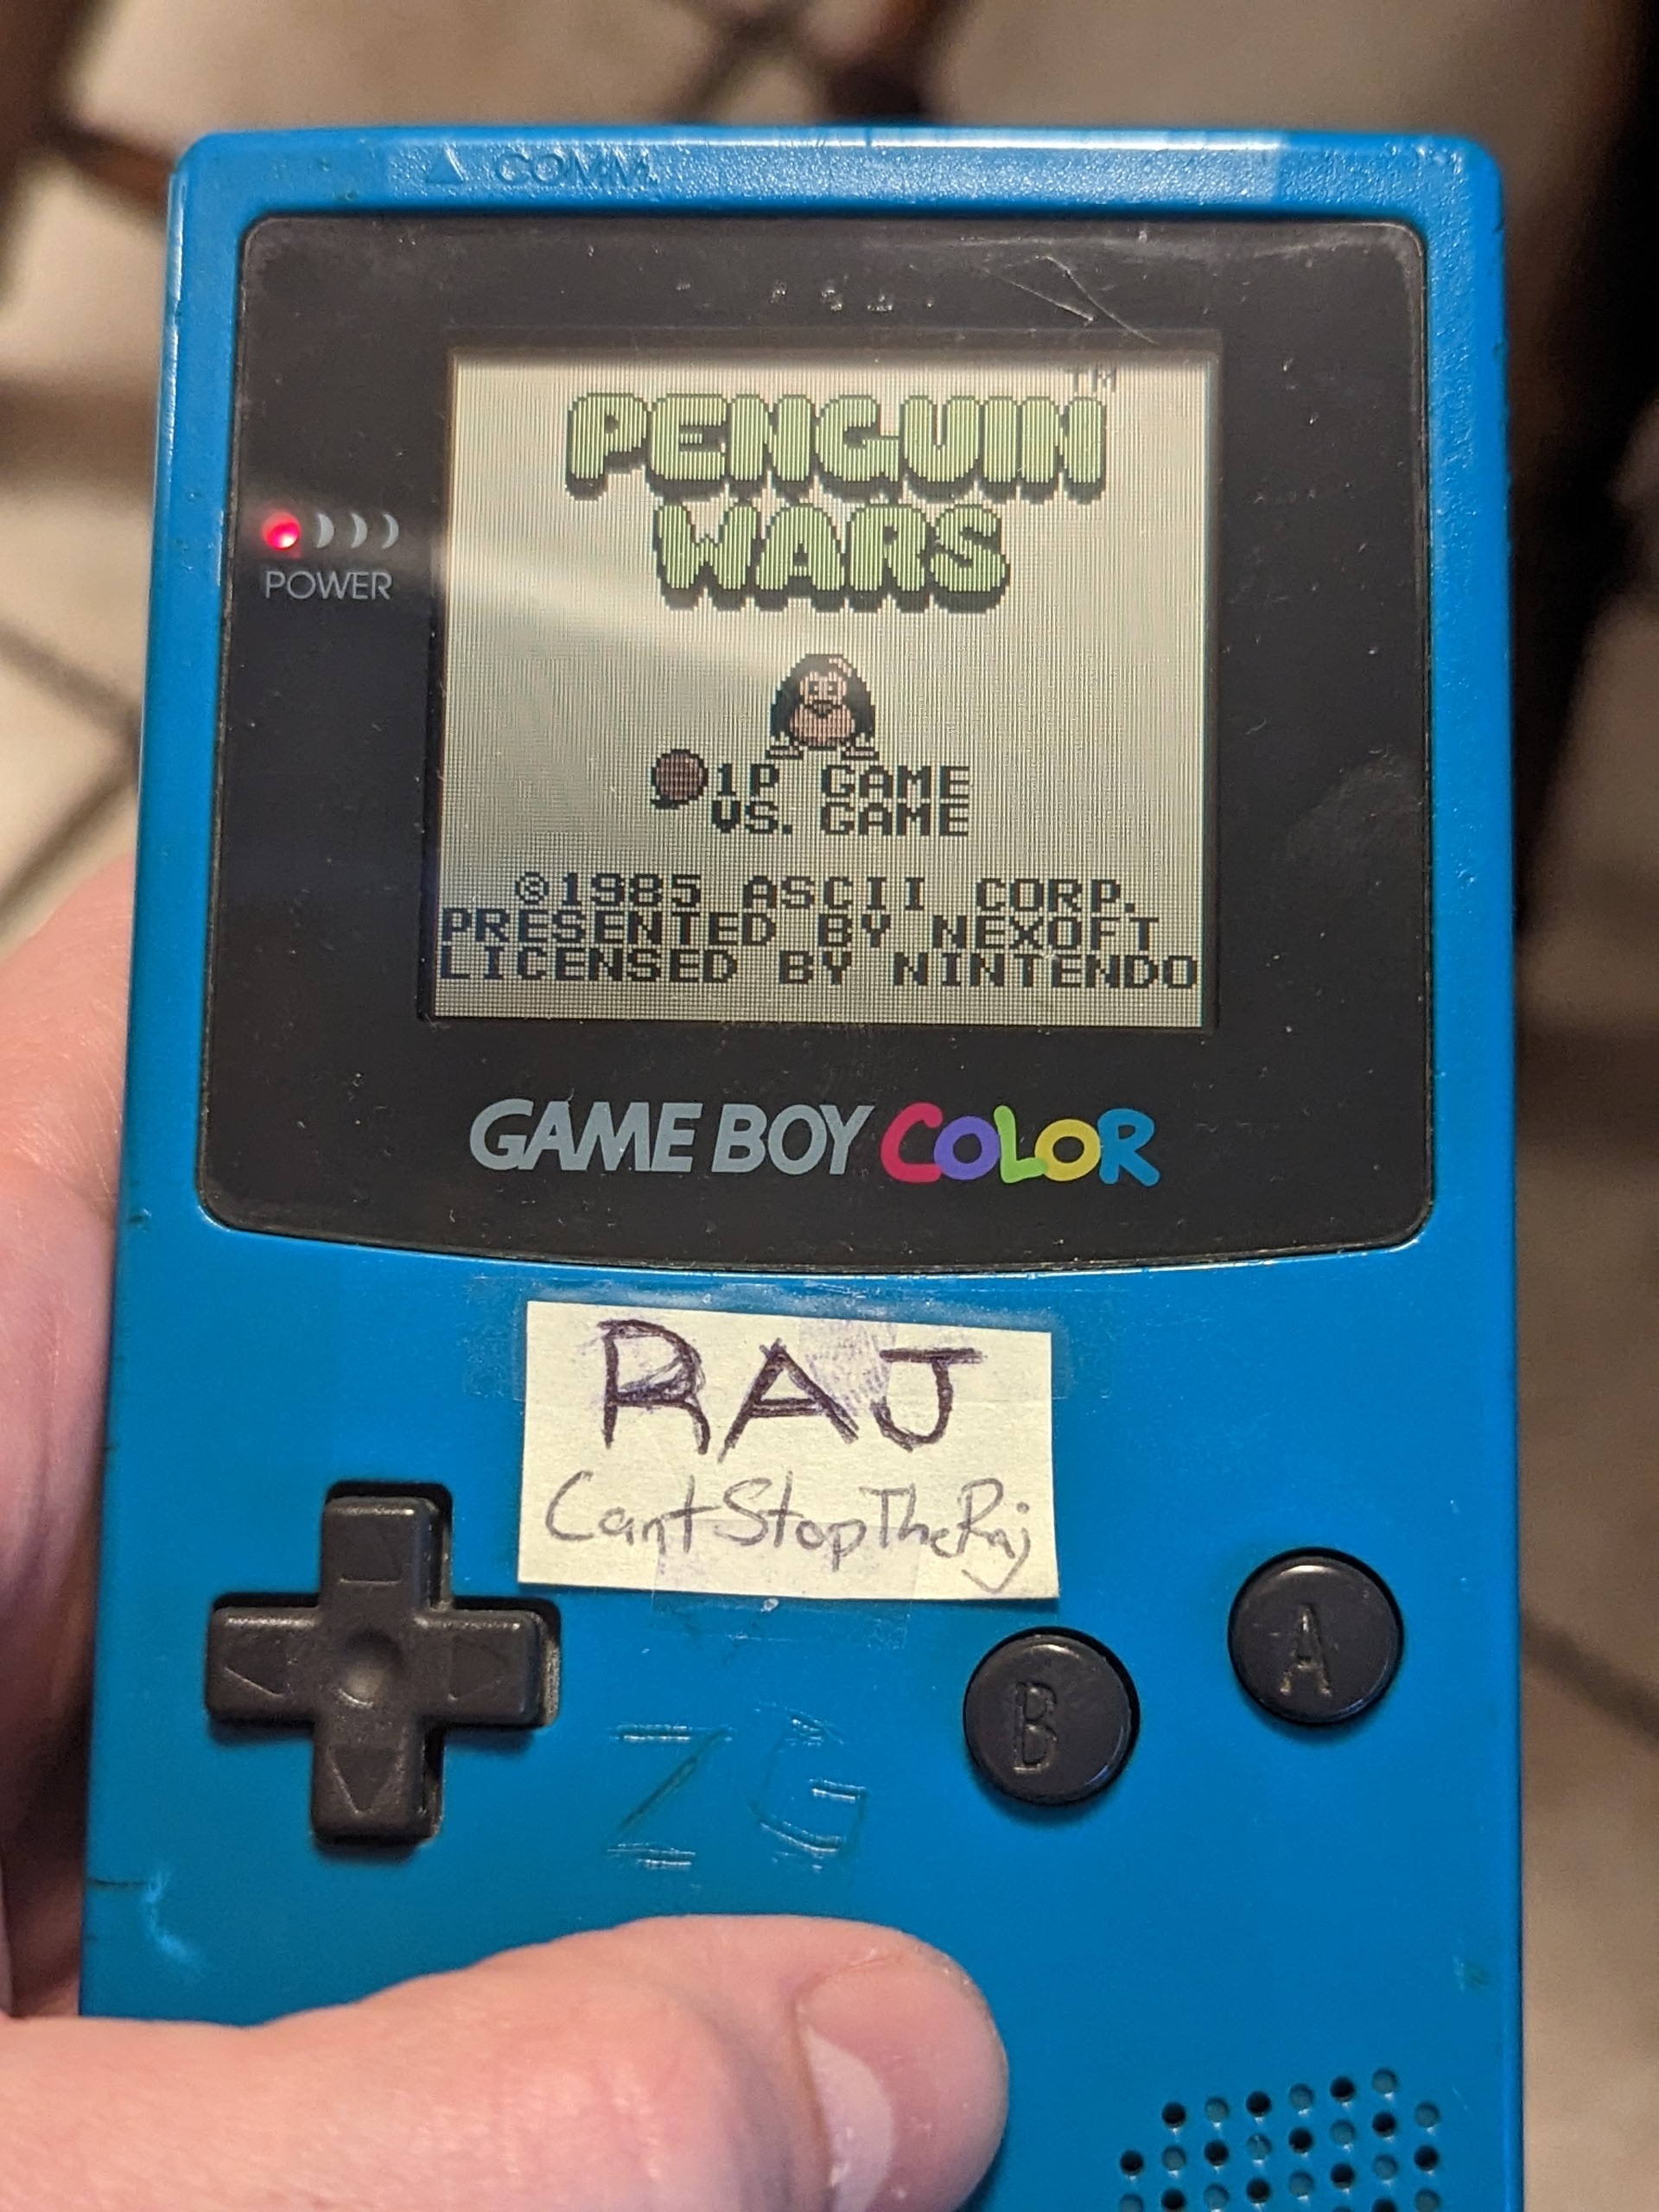 COMM.
TM
PENGUIN
WARS
POWER
1P GAME
VS. GAME
©1985 ASCII CORP.
PRESENTED BY NEXOFT
LICENSED BY NINTENDO
GAME BOY COLOR
RAJ
CantStopTheRaj
A
B
ZG